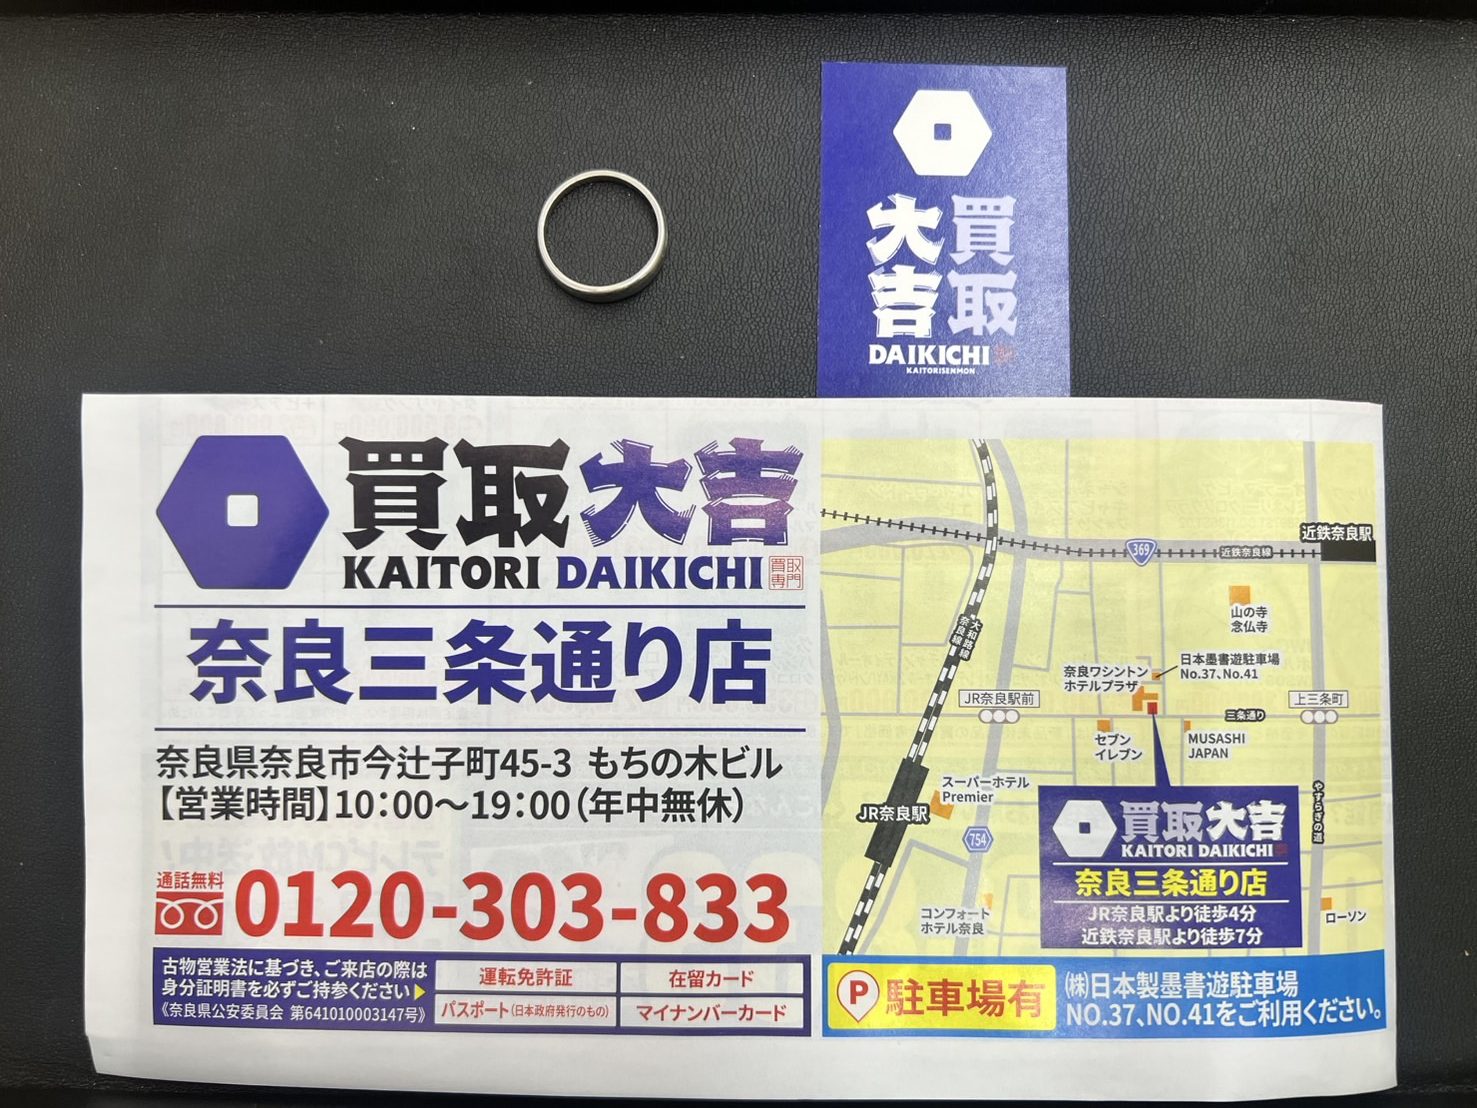 買取
大吉
DAIKICHI
KAITORISENMON
買取大吉
KAITORI DAIKICHI 買取専門
奈良三条通り店
奈良県奈良市今辻子町45-3 もちの木ビル
【営業時間】10:00〜19:00(年中無休)
通話無料
0120-303-833
古物営業法に基づき、ご来店の際は
身分証明書を必ずご持参ください▶
《奈良県公安委員会 第641010003147号》
運転免許証
在留カード
パスポート(日本政府発行のもの)
マイナンバーカード
近鉄奈良駅
369
近鉄奈良線
山の寺
念仏寺
大和路線
奈良線
奈良ワシントン
ホテルプラザ
日本墨書遊駐車場
No.37、No.41
JR奈良駅前
上三条町
三条通り
セブン
イレブン
MUSASHI
JAPAN
スーパーホテル
Premier
JR奈良駅
754
やすらぎの道
コンフォート
ホテル奈良
ローソン
買取大吉
KAITORI DAIKICHI
奈良三条通り店
JR奈良駅より徒歩4分
近鉄奈良駅より徒歩7分
P 駐車場有
(株)日本製墨書遊駐車場
NO.37、NO.41をご利用ください。